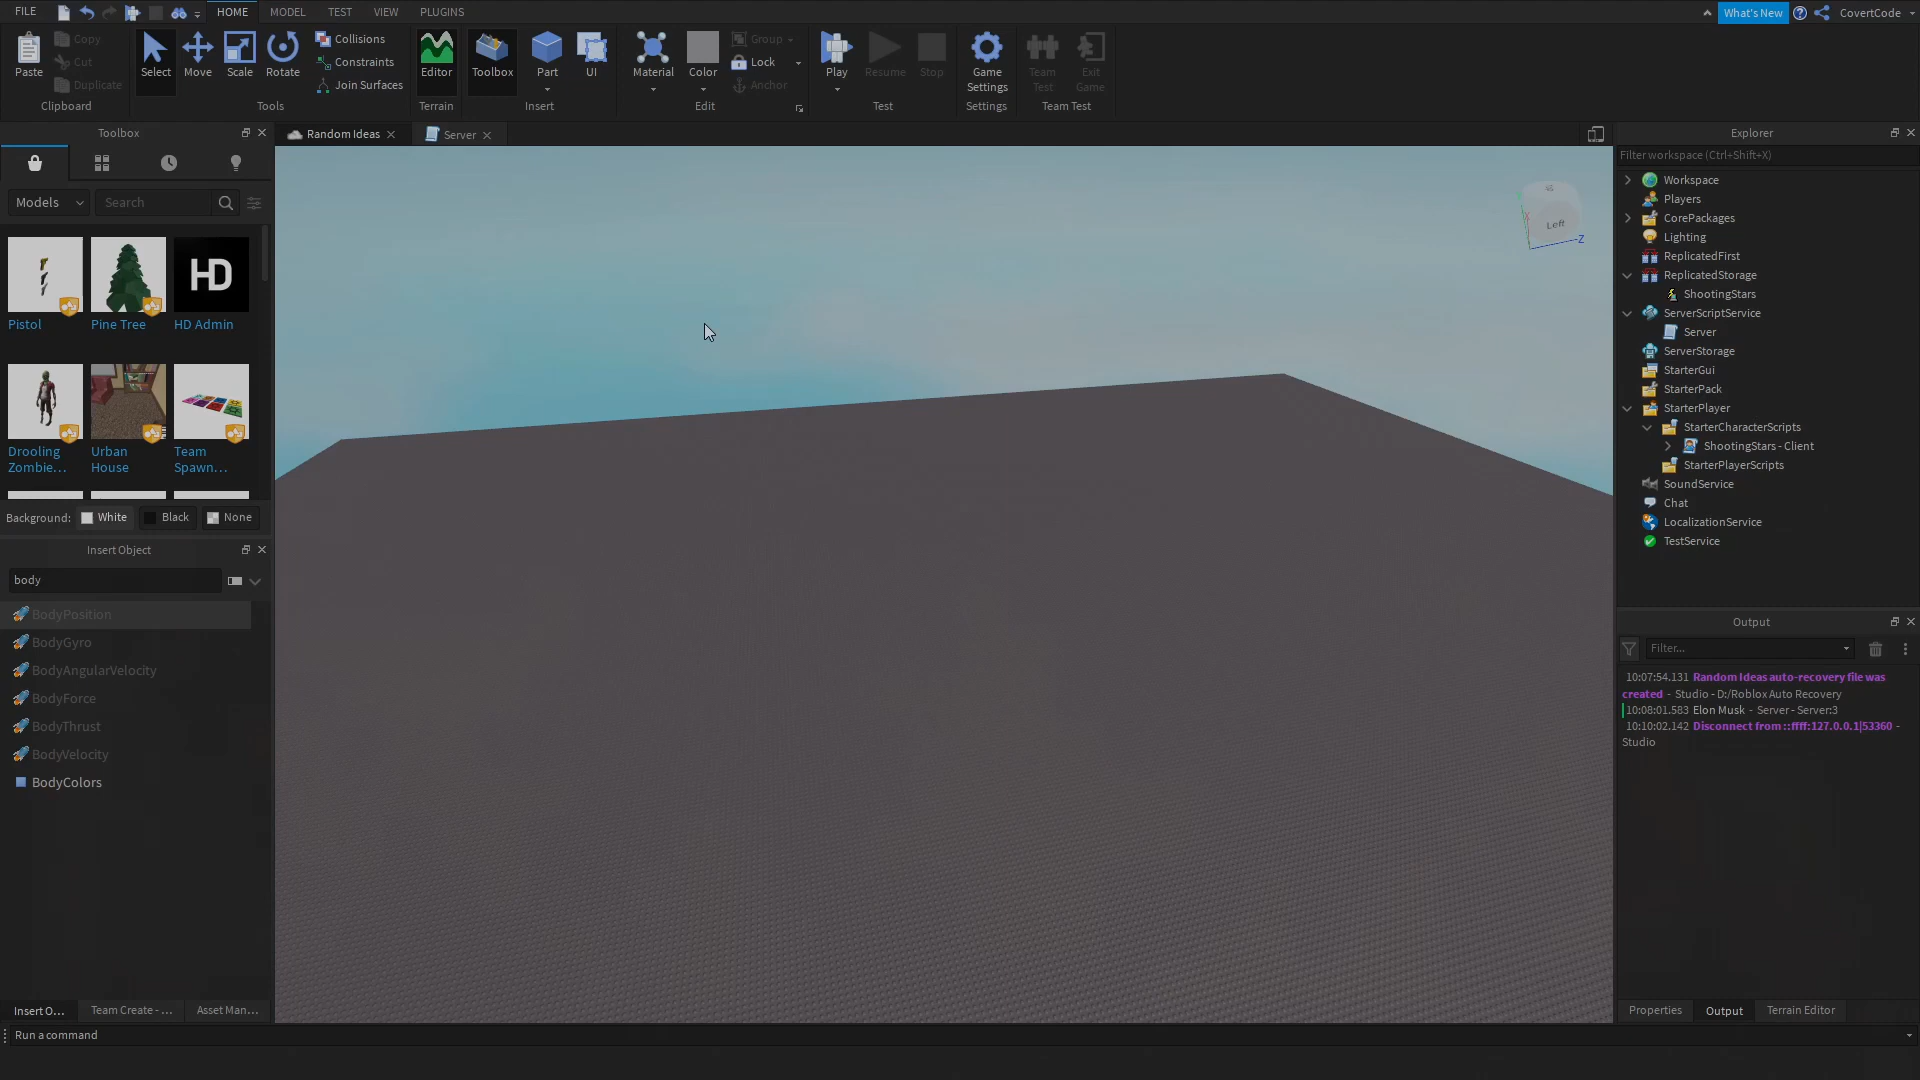 FILE
HOME
MODEL
TEST
VIEW
PLUGINS
What's New
CovertCode
Paste
Copy
Cut
Duplicate
Clipboard
Select
Move
Scale
Rotate
Collisions
Constraints
Join Surfaces
Tools
Editor
Terrain
Toolbox
Part
UI
Insert
Material
Color
Group
Lock
Anchor
Edit
Play
Resume
Stop
Test
Game
Settings
Settings
Team
Test
Exit
Game
Team Test
Toolbox
Models
Search
HD
Pistol
Pine Tree
HD Admin
Drooling
Zombie...
Urban
House
Team
Spawn...
Background:
White
Black
None
Insert Object
body
BodyPosition
BodyGyro
BodyAngularVelocity
BodyForce
BodyThrust
BodyVelocity
BodyColors
Insert O...
Team Create - ...
Asset Man...
Run a command
Random Ideas
Server
Left
X
Z
Explorer
Filter workspace (Ctrl+Shift+X)
Workspace
Players
CorePackages
Lighting
ReplicatedFirst
ReplicatedStorage
ShootingStars
ServerScriptService
Server
ServerStorage
StarterGui
StarterPack
StarterPlayer
StarterCharacterScripts
ShootingStars - Client
StarterPlayerScripts
SoundService
Chat
LocalizationService
TestService
Output
Filter...
10:07:54.131 Random Ideas auto-recovery file was
created - Studio - D:/Roblox Auto Recovery
10:08:01.583 Elon Musk - Server - Server:3
10:10:02.142 Disconnect from ::ffff:127.0.0.1|53360 -
Studio
Properties
Output
Terrain Editor